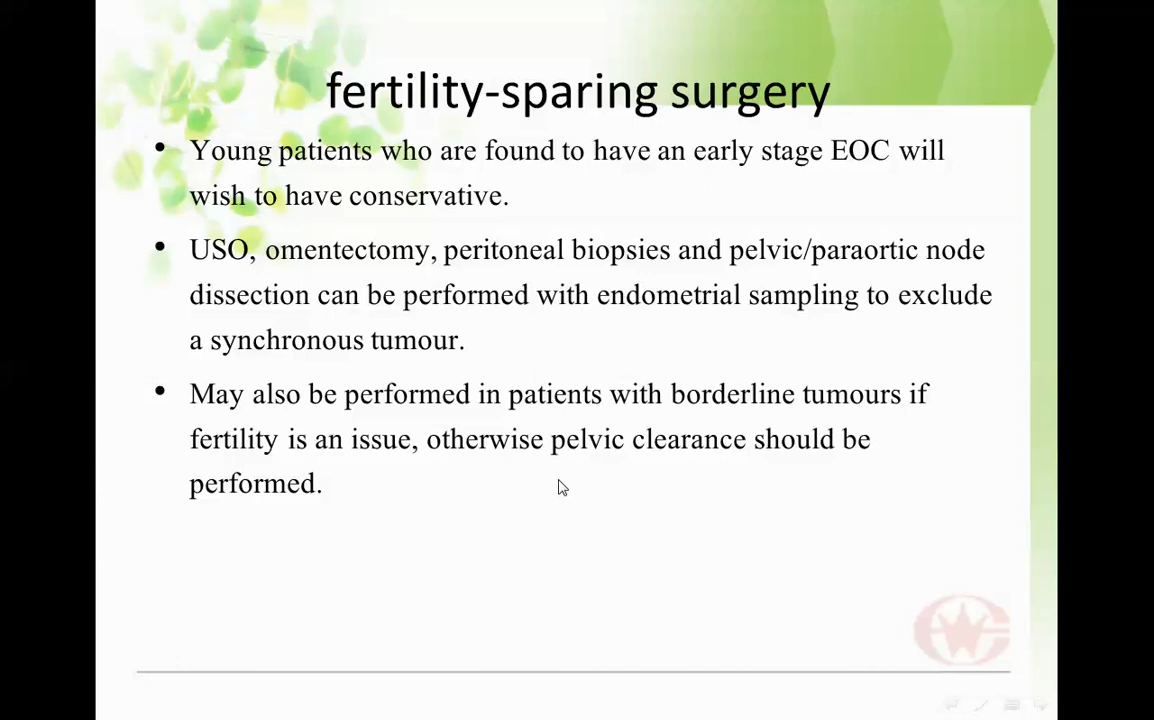 fertility-sparing surgery
• Young patients who are found to have an early stage EOC will
wish to have conservative.
• USO, omentectomy, peritoneal biopsies and pelvic/paraortic node
dissection can be performed with endometrial sampling to exclude
a synchronous tumour.
• May also be performed in patients with borderline tumours if
fertility is an issue, otherwise pelvic clearance should be
performed.